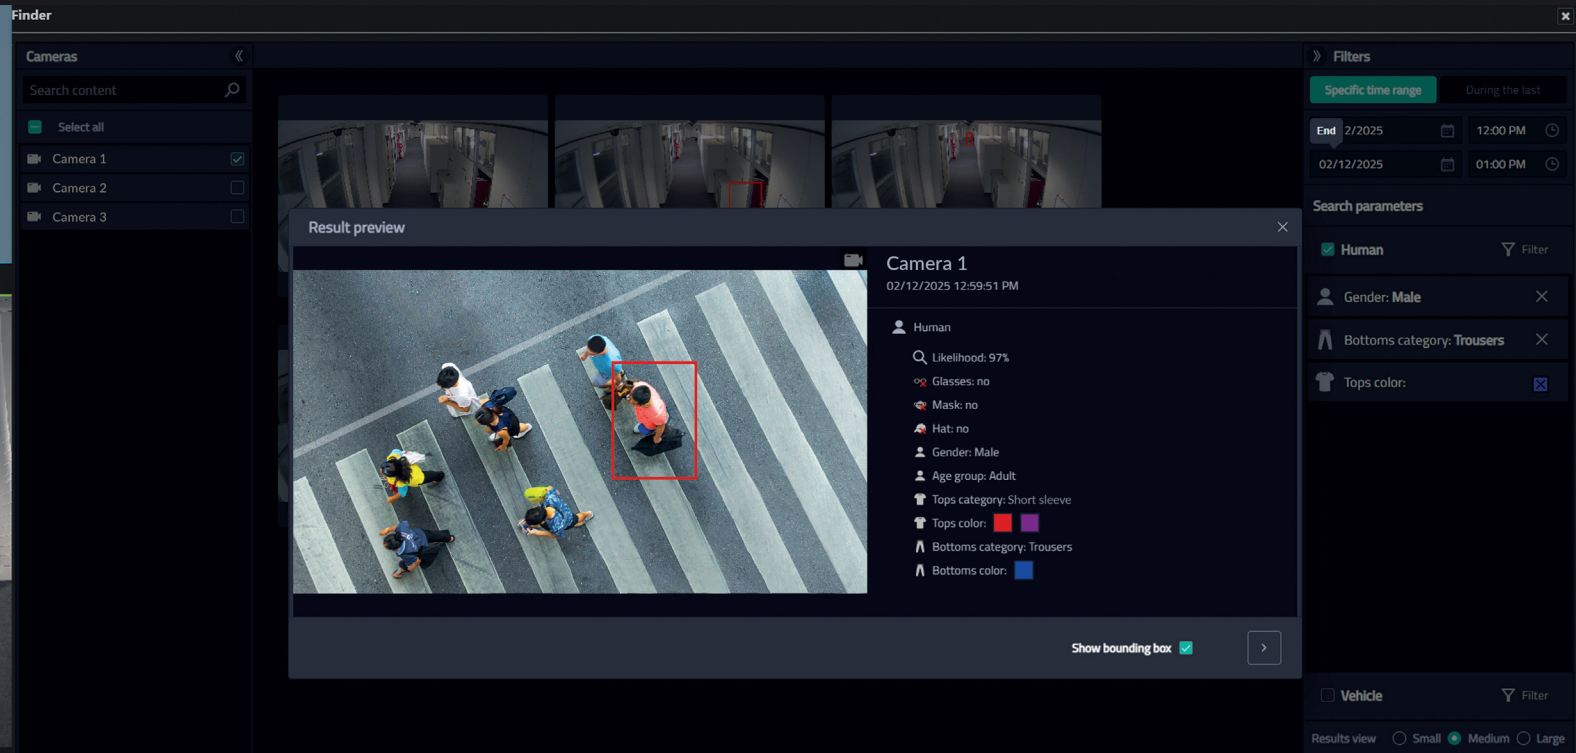 Finder
Cameras
Search content
Select all
Camera 1
Camera 2
Camera 3
Result preview
Camera 1
02/12/2025 12:59:51 PM
Human
Likelihood: 97%
Glasses: no
Mask: no
Hat: no
Gender: Male
Age group: Adult
Tops category: Short sleeve
Tops color:
Bottoms category: Trousers
Bottoms color:
Show bounding box
Filters
Specific time range During the last
End 2/2025 12:00 PM
02/12/2025 01:00 PM
Search parameters
Human Filter
Gender: Male
Bottoms category: Trousers
Tops color:
Vehicle Filter
Results view Small Medium Large